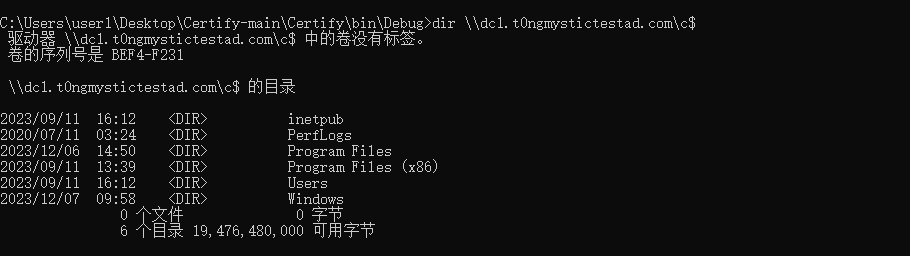 C:\Users\user1\Desktop\Certify-main\Certify\bin\Debug>dir \\dc1.t0ngmystictestad.com\c$
驱动器 \\dc1.t0ngmystictestad.com\c$ 中的卷没有标签。
卷的序列号是 BEF4-F231
\\dc1.t0ngmystictestad.com\c$ 的目录
2023/09/11  16:12    <DIR>          inetpub
2020/07/11  03:24    <DIR>          PerfLogs
2023/12/06  14:50    <DIR>          Program Files
2023/09/11  13:39    <DIR>          Program Files (x86)
2023/09/11  16:12    <DIR>          Users
2023/12/07  09:58    <DIR>          Windows
0 个文件              0 字节
6 个目录 19,476,480,000 可用字节